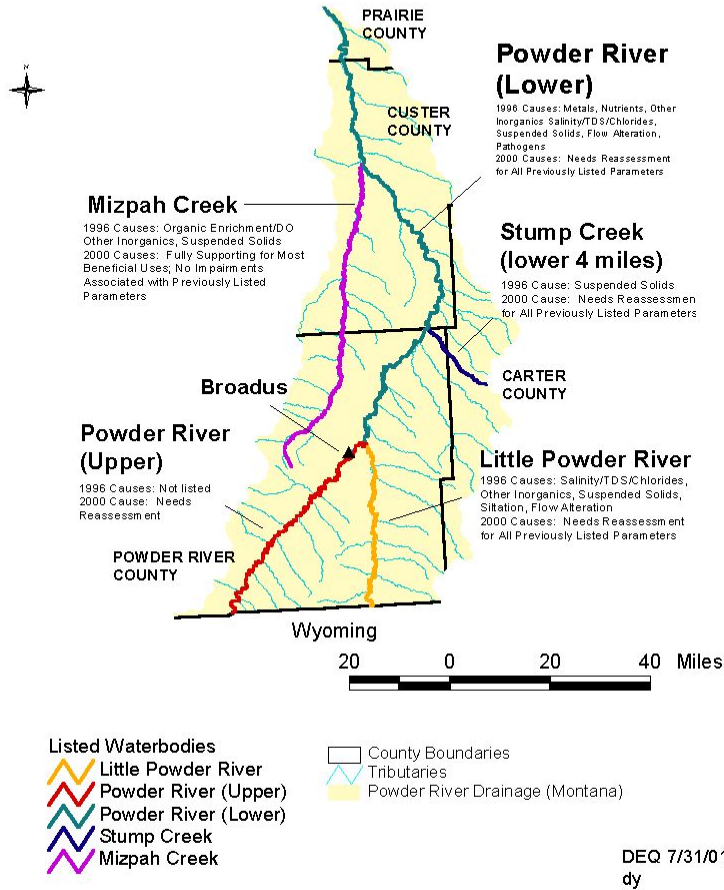 PRAIRIE
COUNTY
N
Powder River
(Lower)
1996 Causes: Metals, Nutrients, Other
Inorganics Salinity/TDS/Chlorides,
Suspended Solids, Flow Alteration,
Pathogens
2000 Causes: Needs Reassessment
for All Previously Listed Parameters
CUSTER
COUNTY
Mizpah Creek
1996 Causes: Organic Enrichment/DO
Other Inorganics, Suspended Solids
2000 Causes: Fully Supporting for Most
Beneficial Uses; No Impairments
Associated with Previously Listed
Parameters
Stump Creek
(lower 4 miles)
1996 Cause: Suspended Solids
2000 Cause: Needs Reassessmen
for All Previously Listed Parameters
CARTER
COUNTY
Broadus
Powder River
(Upper)
1996 Causes: Not listed
2000 Cause: Needs
Reassessment
Little Powder River
1996 Causes: Salinity/TDS/Chlorides,
Other Inorganics, Suspended Solids,
Siltation, Flow Alteration
2000 Causes: Needs Reassessment
for All Previously Listed Parameters
POWDER RIVER
COUNTY
Wyoming
20 0 20 40 Miles
Listed Waterbodies
Little Powder River
Powder River (Upper)
Powder River (Lower)
Stump Creek
Mizpah Creek
County Boundaries
Tributaries
Powder River Drainage (Montana)
DEQ 7/31/01
dy